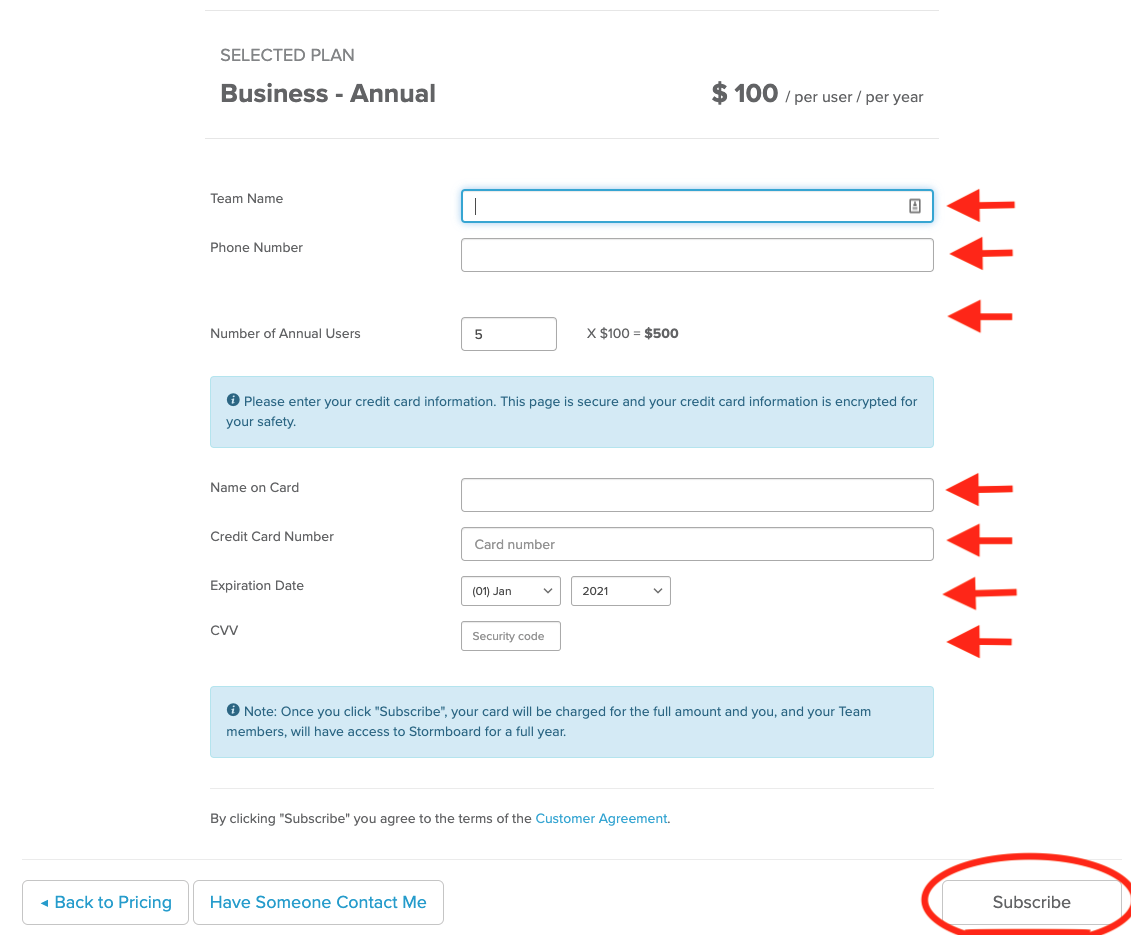 SELECTED PLAN
Business - Annual
$ 100 / per user / per year
Team Name
Phone Number
Number of Annual Users
5
X $100 = $500
Please enter your credit card information. This page is secure and your credit card information is encrypted for
your safety.
Name on Card
Credit Card Number
Card number
Expiration Date
(01) Jan
2021
CVV
Security code
Note: Once you click "Subscribe", your card will be charged for the full amount and you, and your Team
members, will have access to Stormboard for a full year.
By clicking "Subscribe" you agree to the terms of the Customer Agreement.
◂ Back to Pricing
Have Someone Contact Me
Subscribe